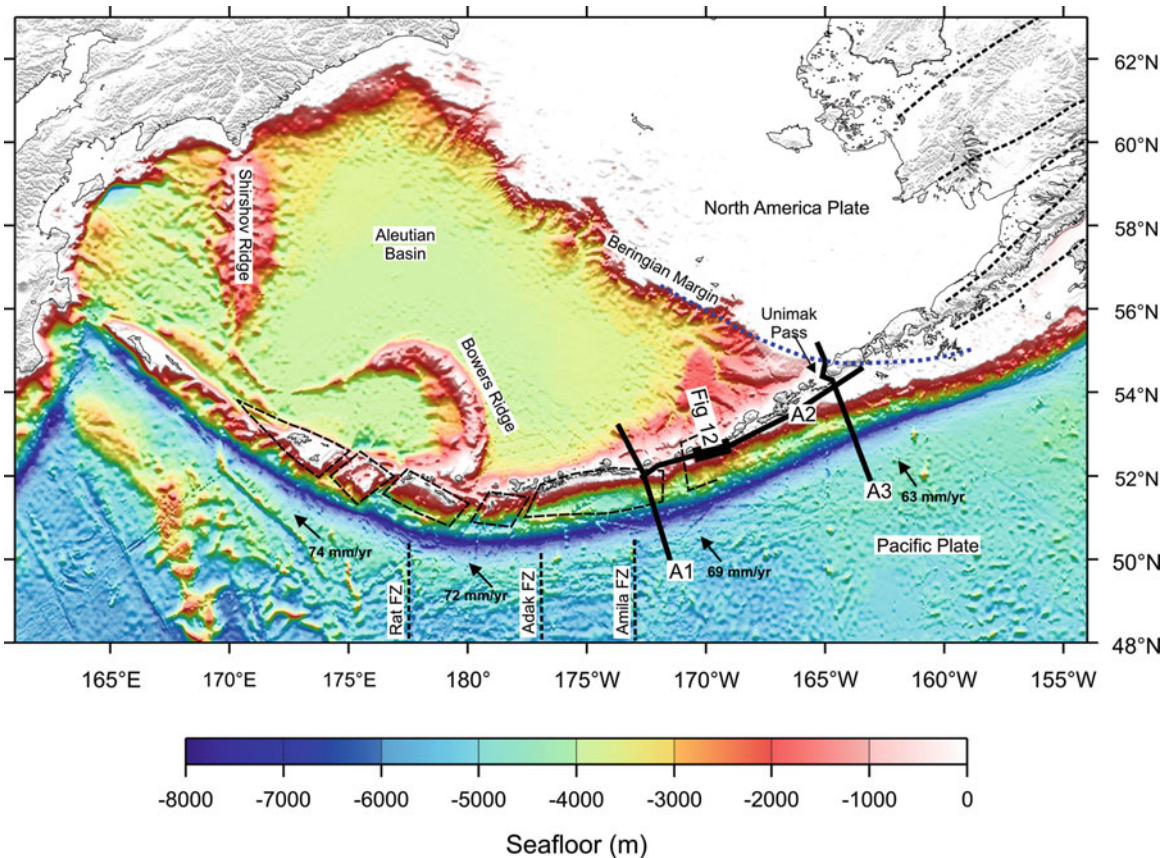 62°N
60°N
58°N
56°N
54°N
52°N
50°N
48°N
Shirshov Ridge
Aleutian
Basin
North America Plate
Beringian Margin
Unimak
Pass
Bowers Ridge
Fig 12
A2
A3
63 mm/yr
Pacific Plate
74 mm/yr
69 mm/yr
A1
72 mm/yr
Rat FZ
Adak FZ
Amila FZ
165°E
170°E
175°E
180°
175°W
170°W
165°W
160°W
155°W
-8000
-7000
-6000
-5000
-4000
-3000
-2000
-1000
0
Seafloor (m)